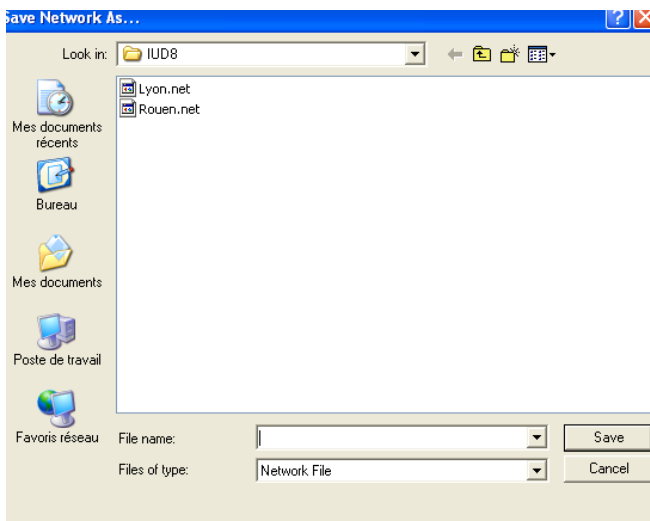 Save Network As...
Look in:
IUD8
Lyon.net
Rouen.net
Mes documents
récents
Bureau
Mes documents
Poste de travail
Favoris réseau
File name:
Save
Files of type:
Network File
Cancel